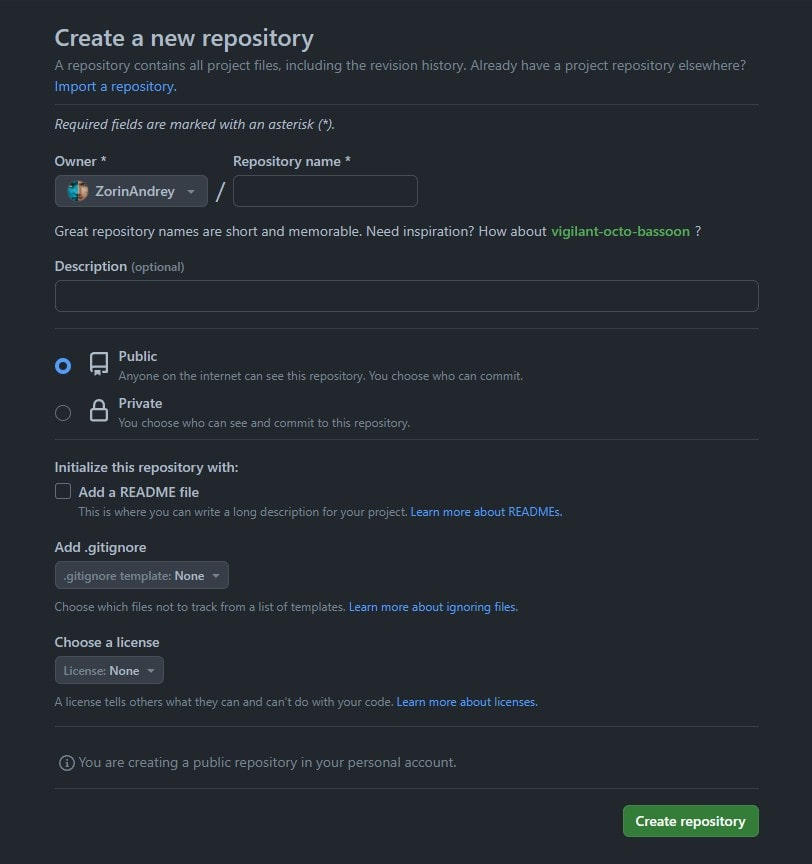 Create a new repository
A repository contains all project files, including the revision history. Already have a project repository elsewhere?
Import a repository.
Required fields are marked with an asterisk (*).
Owner * Repository name *
ZorinAndrey /
Great repository names are short and memorable. Need inspiration? How about vigilant-octo-bassoon ?
Description (optional)
Public
Anyone on the internet can see this repository. You choose who can commit.
Private
You choose who can see and commit to this repository.
Initialize this repository with:
Add a README file
This is where you can write a long description for your project. Learn more about READMEs.
Add .gitignore
.gitignore template: None
Choose which files not to track from a list of templates. Learn more about ignoring files.
Choose a license
License: None
A license tells others what they can and can't do with your code. Learn more about licenses.
You are creating a public repository in your personal account.
Create repository